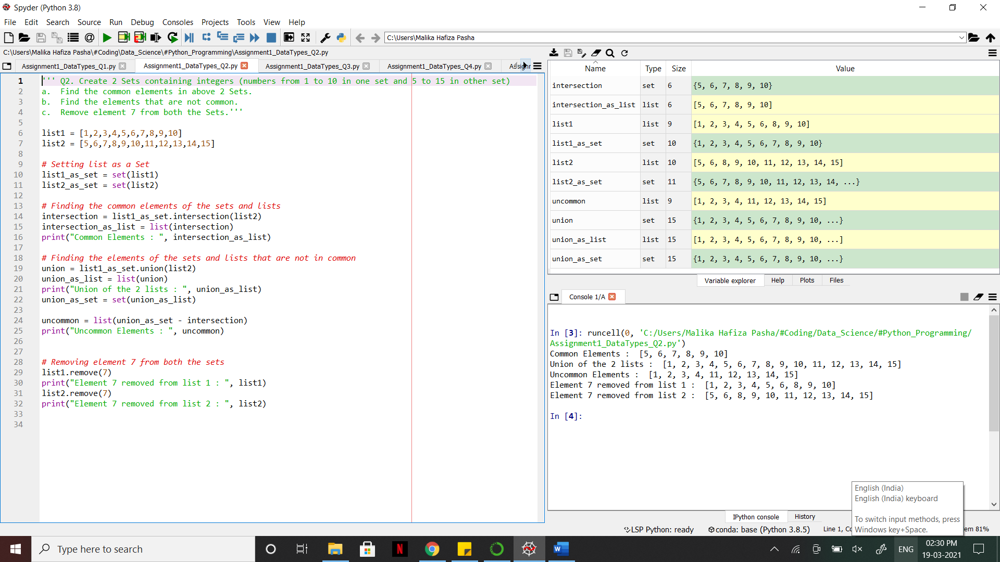 Spyder (Python 3.8)
File Edit Search Source Run Debug Consoles Projects Tools View Help
C:\Users\Malika Hafiza Pasha
C:\Users\Malika Hafiza Pasha\#Coding\Data_Science\#Python_Programming\Assignment1_DataTypes_Q2.py
Assignment1_DataTypes_Q1.py Assignment1_DataTypes_Q2.py Assignment1_DataTypes_Q3.py Assignment1_DataTypes_Q4.py
1 ''' Q2. Create 2 Sets containing integers (numbers from 1 to 10 in one set and 5 to 15 in other set)
2 a.  Find the common elements in above 2 Sets.
3 b.  Find the elements that are not common.
4 c.  Remove element 7 from both the Sets.'''
5
6 list1 = [1,2,3,4,5,6,7,8,9,10]
7 list2 = [5,6,7,8,9,10,11,12,13,14,15]
8
9 # Setting list as a Set
10 list1_as_set = set(list1)
11 list2_as_set = set(list2)
12
13 # Finding the common elements of the sets and lists
14 intersection = list1_as_set.intersection(list2)
15 intersection_as_list = list(intersection)
16 print("Common Elements : ", intersection_as_list)
17
18 # Finding the elements of the sets and lists that are not in common
19 union = list1_as_set.union(list2)
20 union_as_list = list(union)
21 print("Union of the 2 lists : ", union_as_list)
22 union_as_set = set(union_as_list)
23
24 uncommon = list(union_as_set - intersection)
25 print("Uncommon Elements : ", uncommon)
26
27
28 # Removing element 7 from both the sets
29 list1.remove(7)
30 print("Element 7 removed from list 1 : ", list1)
31 list2.remove(7)
32 print("Element 7 removed from list 2 : ", list2)
33
34
Name Type Size Value
intersection set 6 {5, 6, 7, 8, 9, 10}
intersection_as_list list 6 [5, 6, 7, 8, 9, 10]
list1 list 9 [1, 2, 3, 4, 5, 6, 8, 9, 10]
list1_as_set set 10 {1, 2, 3, 4, 5, 6, 7, 8, 9, 10}
list2 list 10 [5, 6, 8, 9, 10, 11, 12, 13, 14, 15]
list2_as_set set 11 {5, 6, 7, 8, 9, 10, 11, 12, 13, 14, ...}
uncommon list 9 [1, 2, 3, 4, 11, 12, 13, 14, 15]
union set 15 {1, 2, 3, 4, 5, 6, 7, 8, 9, 10, ...}
union_as_list list 15 [1, 2, 3, 4, 5, 6, 7, 8, 9, 10, ...]
union_as_set set 15 {1, 2, 3, 4, 5, 6, 7, 8, 9, 10, ...}
Variable explorer Help Plots Files
Console 1/A
In [3]: runcell(0, 'C:/Users/Malika Hafiza Pasha/#Coding/Data_Science/#Python_Programming/
Assignment1_DataTypes_Q2.py')
Common Elements :  [5, 6, 7, 8, 9, 10]
Union of the 2 lists :  [1, 2, 3, 4, 5, 6, 7, 8, 9, 10, 11, 12, 13, 14, 15]
Uncommon Elements :  [1, 2, 3, 4, 11, 12, 13, 14, 15]
Element 7 removed from list 1 :  [1, 2, 3, 4, 5, 6, 8, 9, 10]
Element 7 removed from list 2 :  [5, 6, 8, 9, 10, 11, 12, 13, 14, 15]
In [4]:
English (India)
English (India) keyboard
To switch input methods, press
Windows key+Space.
IPython console History
LSP Python: ready conda: base (Python 3.8.5) Line 1, 81%
Type here to search
ENG
02:30 PM
19-03-2021